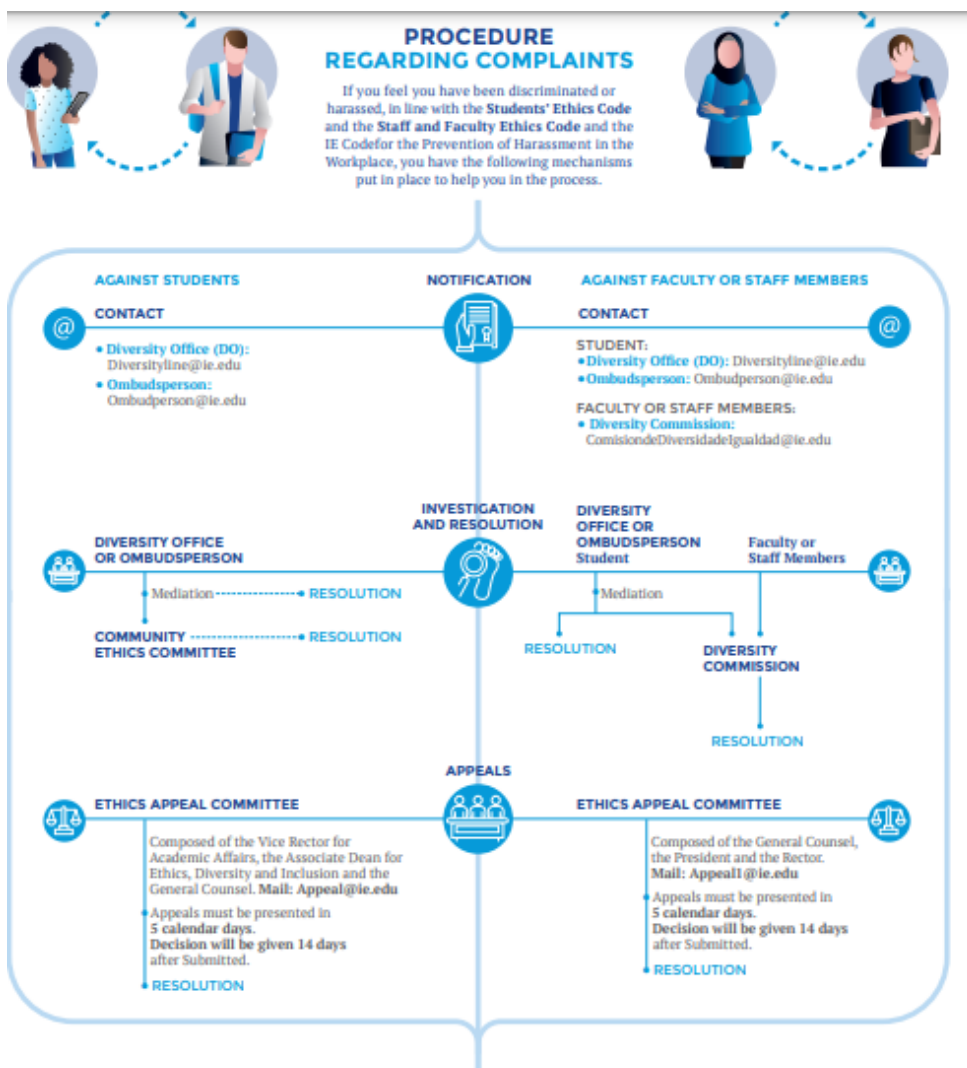 PROCEDURE
REGARDING COMPLAINTS
If you feel you have been discriminated or
harassed, in line with the Students' Ethics Code
and the Staff and Faculty Ethics Code and the
IE Codefor the Prevention of Harassment in the
Workplace, you have the following mechanisms
put in place to help you in the process.
NOTIFICATION
AGAINST STUDENTS
@
CONTACT
• Diversity Office (DO):
Diversityline@ie.edu
• Ombudsperson:
Ombudperson@ie.edu
AGAINST FACULTY OR STAFF MEMBERS
CONTACT
@
STUDENT:
•Diversity Office (DO): Diversityline@ie.edu
•Ombudsperson: Ombudperson@ie.edu
FACULTY OR STAFF MEMBERS:
• Diversity Commission:
ComisiondeDiversidadeIgualdad@ie.edu
INVESTIGATION
AND RESOLUTION
DIVERSITY OFFICE
OR OMBUDSPERSON
Mediation
RESOLUTION
COMMUNITY
ETHICS COMMITTEE
RESOLUTION
DIVERSITY
OFFICE OR
OMBUDSPERSON
Student
Faculty or
Staff Members
Mediation
RESOLUTION
DIVERSITY
COMMISSION
RESOLUTION
APPEALS
ETHICS APPEAL COMMITTEE
Composed of the Vice Rector for
Academic Affairs, the Associate Dean for
Ethics, Diversity and Inclusion and the
General Counsel. Mail: Appeal@ie.edu
Appeals must be presented in
5 calendar days.
Decision will be given 14 days
after Submitted.
RESOLUTION
ETHICS APPEAL COMMITTEE
Composed of the General Counsel,
the President and the Rector.
Mail: Appeal1@ie.edu
Appeals must be presented in
5 calendar days.
Decision will be given 14 days
after Submitted.
RESOLUTION